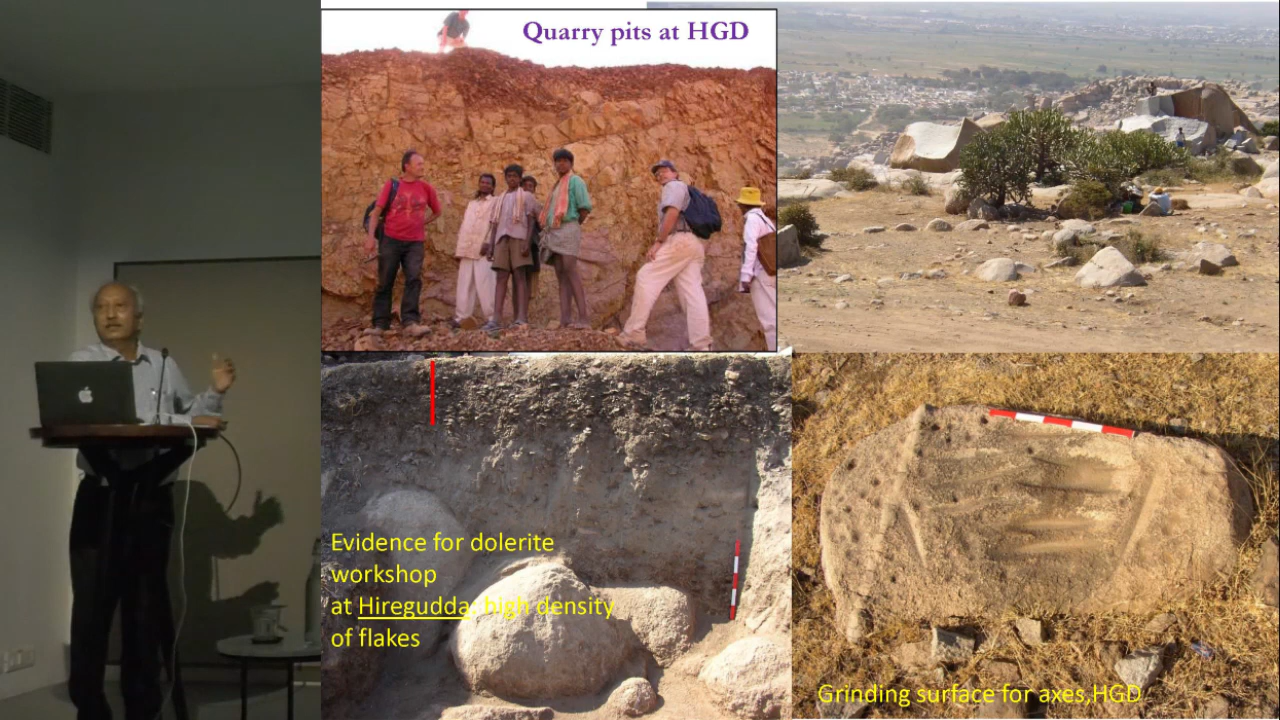 Quarry pits at HGD
Evidence for dolerite
workshop
at Hiregudda: high density
of flakes
Grinding surface for axes,HGD